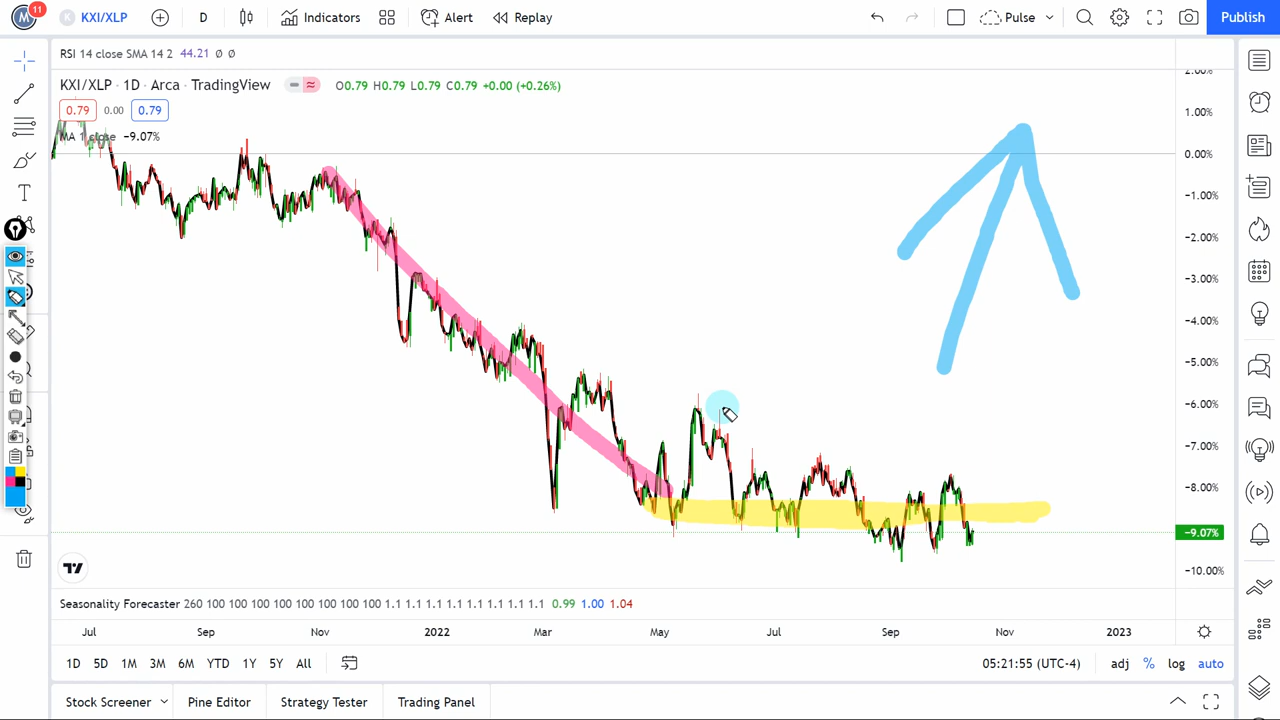 M 11 K KXI/XLP D Indicators Alert Replay Pulse Publish
RSI 14 close SMA 14 2 44.21 Ø Ø
KXI/XLP · 1D · Arca · TradingView O0.79 H0.79 L0.79 C0.79 +0.00 (+0.26%)
0.79 0.00 0.79
MA 1 close −9.07%
2.00%
1.00%
0.00%
−1.00%
−2.00%
−3.00%
−4.00%
−5.00%
−6.00%
−7.00%
−8.00%
−9.07%
−10.00%
T
Seasonality Forecaster 260 100 100 100 100 100 100 100 100 100 1.1 1.1 1.1 1.1 1.1 1.1 1.1 1.1 0.99 1.00 1.04
Jul Sep Nov 2022 Mar May Jul Sep Nov 2023
1D 5D 1M 3M 6M YTD 1Y 5Y All 05:21:55 (UTC-4) adj % log auto
Stock Screener Pine Editor Strategy Tester Trading Panel